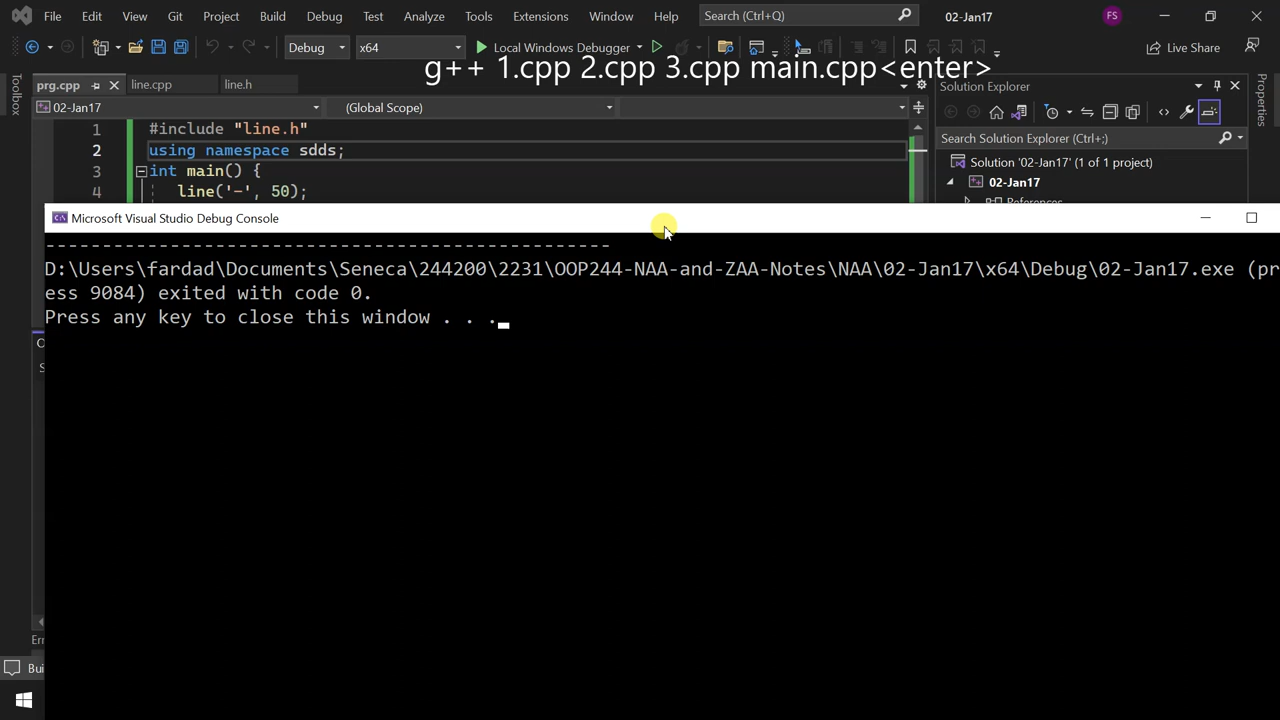 File Edit View Git Project Build Debug Test Analyze Tools Extensions Window Help Search (Ctrl+Q) 02-Jan17 FS
Debug x64 Local Windows Debugger Live Share
g++ 1.cpp 2.cpp 3.cpp main.cpp<enter>
Toolbox
prg.cpp line.cpp line.h
Solution Explorer
Properties
02-Jan17 (Global Scope)
Search Solution Explorer (Ctrl+;)
1 #include "line.h"
2 using namespace sdds;
3 int main() {
4 line('-', 50);
Solution '02-Jan17' (1 of 1 project)
02-Jan17
References
Microsoft Visual Studio Debug Console
--------------------------------------------------
D:\Users\fardad\Documents\Seneca\244200\2231\OOP244-NAA-and-ZAA-Notes\NAA\02-Jan17\x64\Debug\02-Jan17.exe (pr
ess 9084) exited with code 0.
Press any key to close this window . . .
O
S
Err
Bui